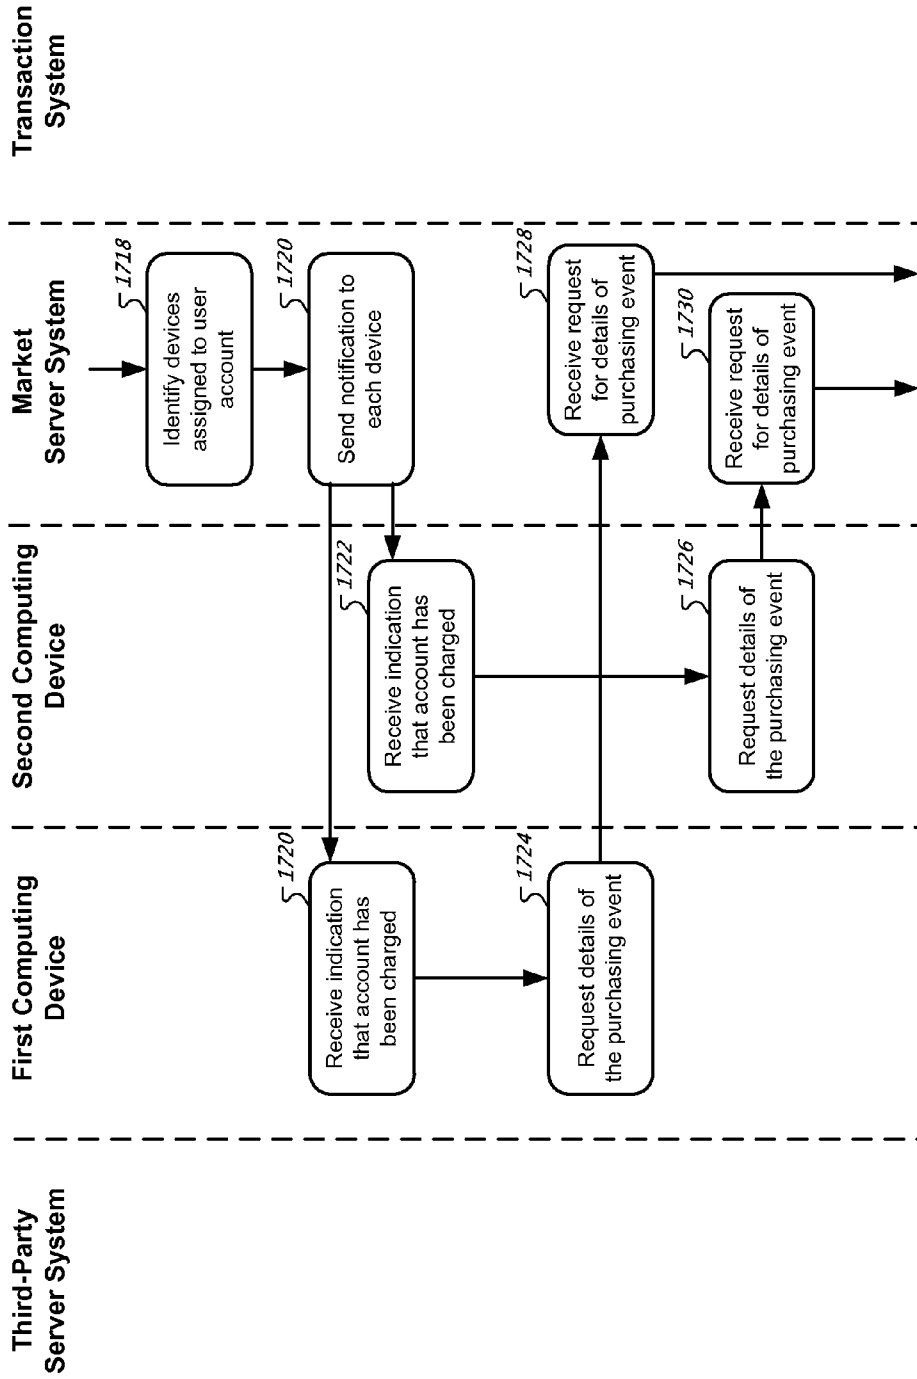 Third-Party
Server System
First Computing
Device
Second Computing
Device
Market
Server System
Transaction
System
1718
Identify devices
assigned to user
account
1720
Send notification to
each device
1720
Receive indication
that account has
been charged
1722
Receive indication
that account has
been charged
1724
Request details of
the purchasing event
1728
Receive request
for details of
purchasing event
1726
Request details of
the purchasing event
1730
Receive request
for details of
purchasing event